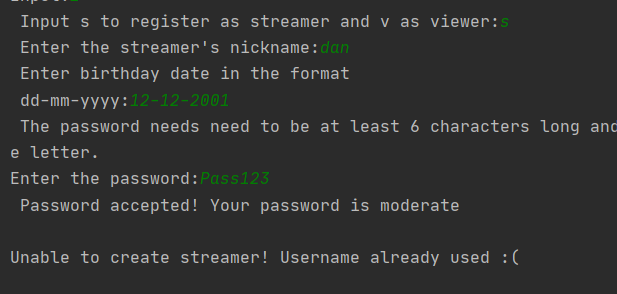 Input s to register as streamer and v as viewer:s
Enter the streamer's nickname:dan
Enter birthday date in the format
dd-mm-yyyy:12-12-2001
The password needs need to be at least 6 characters long and
e letter.
Enter the password:Pass123
Password accepted! Your password is moderate
Unable to create streamer! Username already used :(